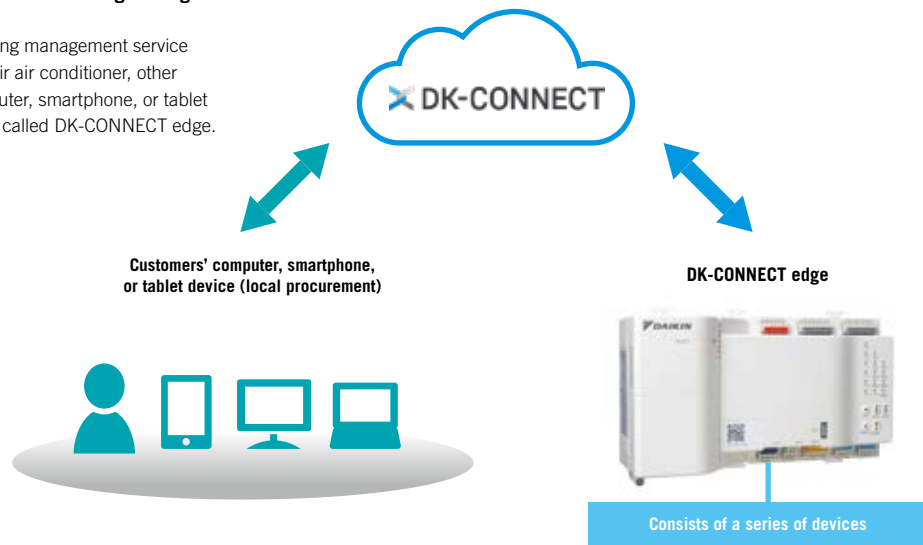 ng management service
ir air conditioner, other
uter, smartphone, or tablet
called DK-CONNECT edge.
DK-CONNECT
Customers' computer, smartphone,
or tablet device (local procurement)
DK-CONNECT edge
DAIKIN
Consists of a series of devices